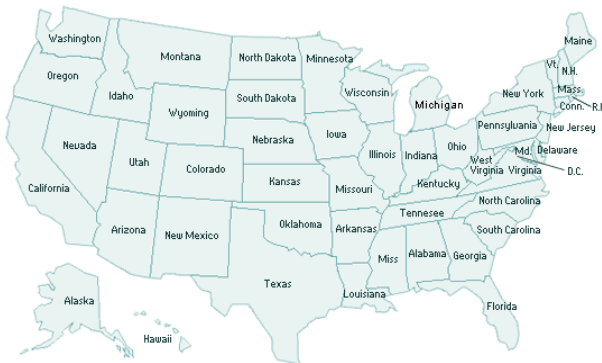 Washington
Montana
North Dakota
Minnesota
Maine
Oregon
Idaho
Wyoming
South Dakota
Wisconsin
Michigan
New York
Vt.
N.H.
Mass.
Conn.
R.I
Nevada
Utah
Colorado
Nebraska
Iowa
Illinois
Indiana
Ohio
Pennsylvania
New Jersey
Md.
Delaware
D.C.
West
Virginia
Virginia
California
Kansas
Missouri
Kentucky
Arizona
New Mexico
Oklahoma
Arkansas
Tennessee
North Carolina
South Carolina
Texas
Louisiana
Miss
Alabama
Georgia
Florida
Alaska
Hawaii